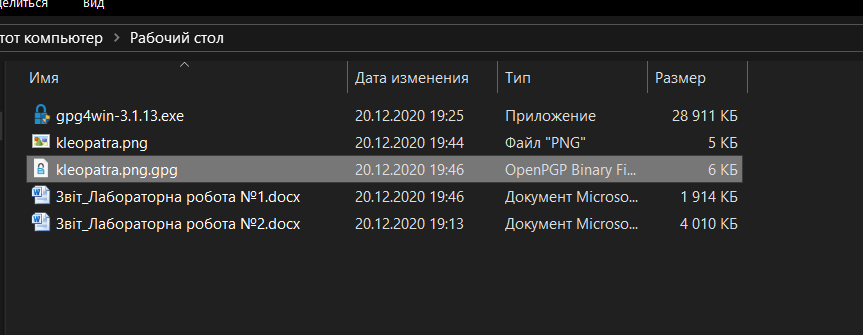 делиться Вид
тот компьютер Рабочий стол
Имя Дата изменения Тип Размер
gpg4win-3.1.13.exe 20.12.2020 19:25 Приложение 28 911 КБ
kleopatra.png 20.12.2020 19:44 Файл "PNG" 5 КБ
kleopatra.png.gpg 20.12.2020 19:46 OpenPGP Binary Fi... 6 КБ
Звіт_Лабораторна робота №1.docx 20.12.2020 19:46 Документ Microso... 1 914 КБ
Звіт_Лабораторна робота №2.docx 20.12.2020 19:13 Документ Microso... 4 010 КБ